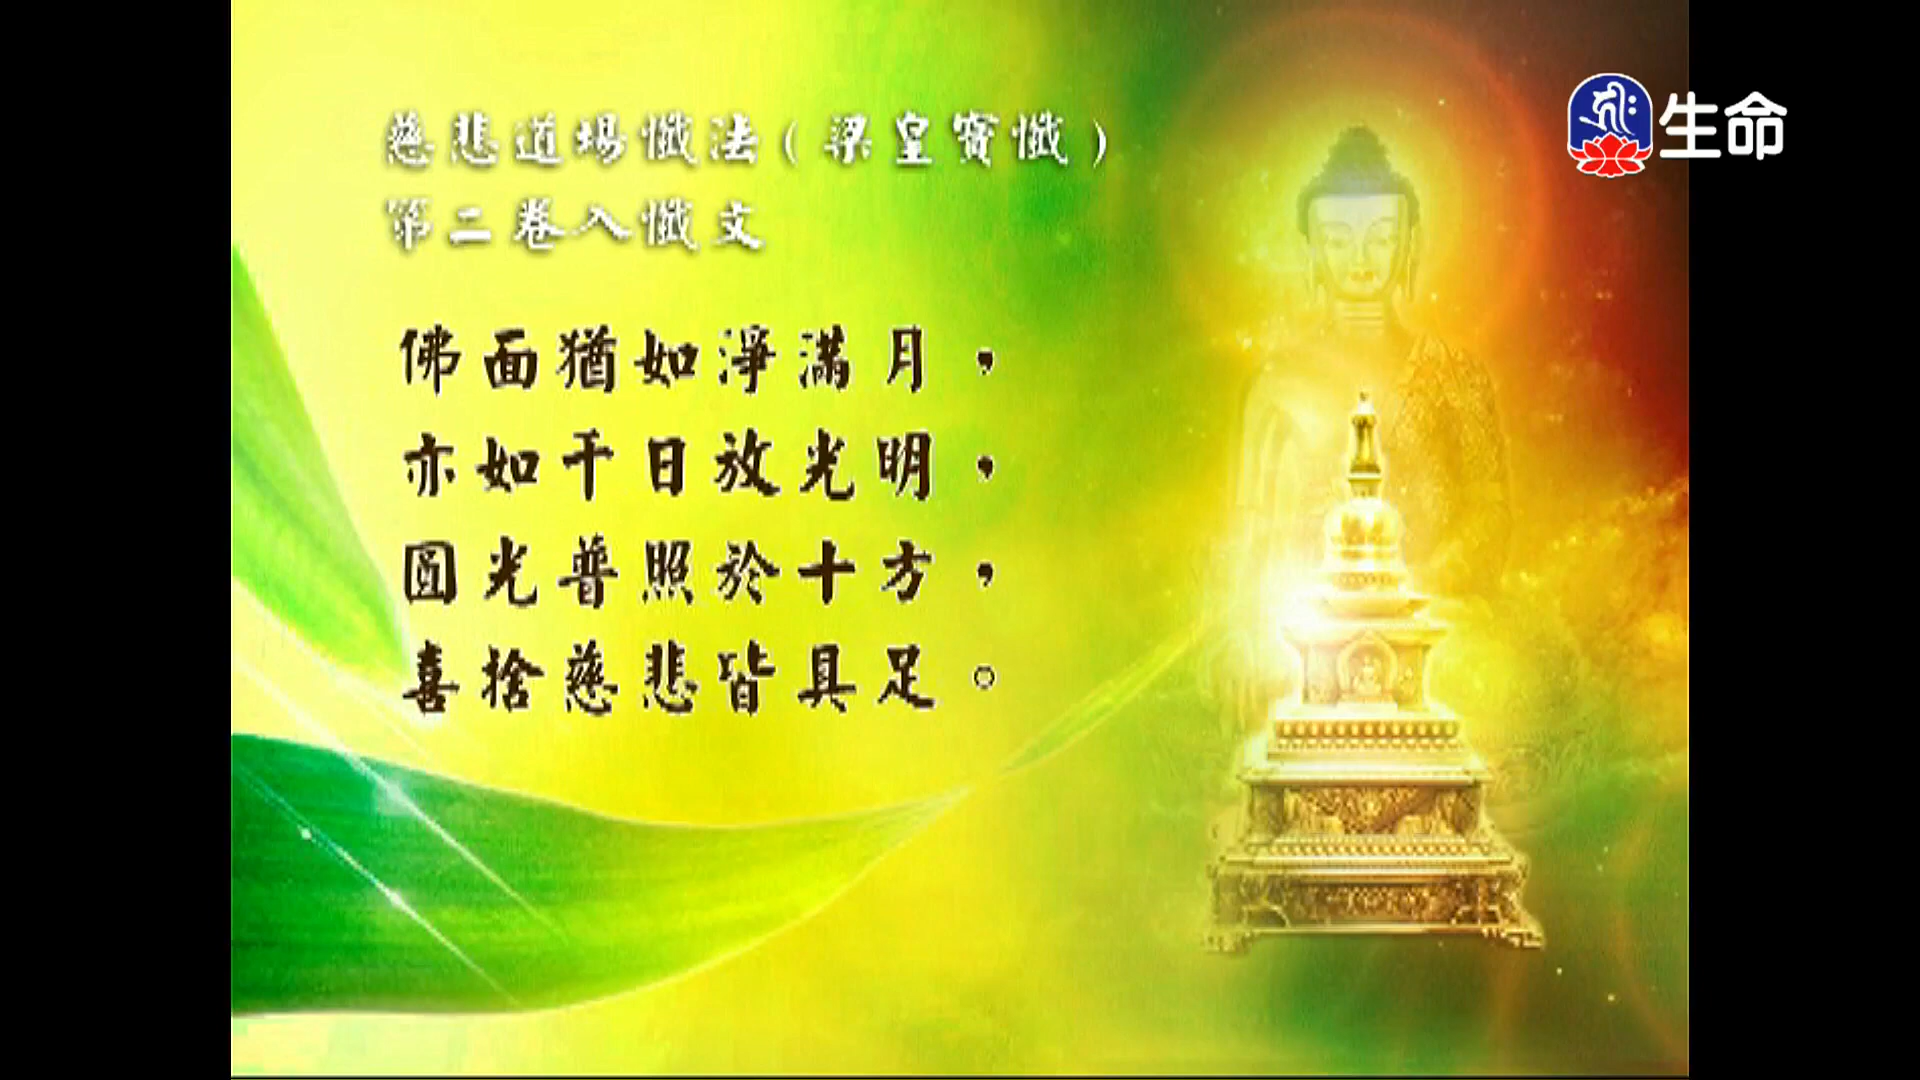 慈悲道場懺法(梁皇寶懺)
第二卷入懺文
佛面猶如淨滿月，
亦如千日放光明，
圓光普照於十方，
喜捨慈悲皆具足。
生命